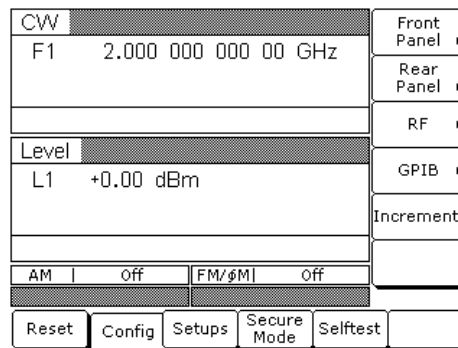 CW
F1 2.000 000 000 00 GHz
Level
L1 +0.00 dBm
AM Off FM/ϕM Off
Front
Panel
Rear
Panel
RF
GPIB
Increment
Reset Config Setups Secure
Mode Selftest